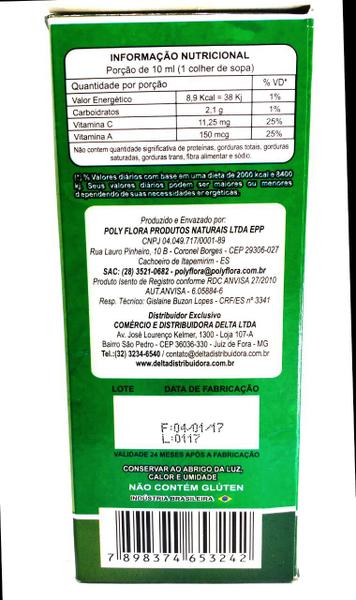 INFORMAÇÃO NUTRICIONAL
Porção de 10 ml (1 colher de sopa)
Quantidade por porção % VD*
Valor Energético 8,9 Kcal = 38 Kj 1%
Carboidratos 2,1 g 1%
Vitamina C 11,25 mg 25%
Vitamina A 150 mcg 25%
Não contem quantidade significativa de proteínas, gorduras totais, gorduras
saturadas, gorduras trans, fibra alimentar e sódio.
(*) % Valores diários com base em uma dieta de 2000 kcal e 8400
kj. Seus valores diários podem ser maiores ou menores
dependendo de suas necessidades energéticas.
Produzido e Envazado por:
POLY FLORA PRODUTOS NATURAIS LTDA EPP
CNPJ 04.049.717/0001-89
Rua Lauro Pinheiro, 10 B - Coronel Borges - CEP 29306-027
Cachoeiro de Itapemirim - ES
SAC: (28) 3521-0682 - polyflora@polyflora.com.br
Produto Isento de Registro conforme RDC ANVISA 27/2010
AUT.ANVISA - 6.05884-6
Resp. Técnico: Gislaine Buzon Lopes - CRF/ES nº 3341
Distribuidor Exclusivo
COMÉRCIO E DISTRIBUIDORA DELTA LTDA
Av. José Lourenço Kelmer, 1300 - Loja 107-A
Bairro São Pedro - CEP 36036-330 - Juiz de Fora - MG
Tel.:(32) 3234-6540 / contato@deltadistribuidora.com.br
www.deltadistribuidora.com.br
LOTE DATA DE FABRICAÇÃO
F:04/01/17
L:0117
VALIDADE 24 MESES APÓS A FABRICAÇÃO
CONSERVAR AO ABRIGO DA LUZ,
CALOR E UMIDADE
NÃO CONTÉM GLÚTEN
INDÚSTRIA BRASILEIRA
7 898374 653242